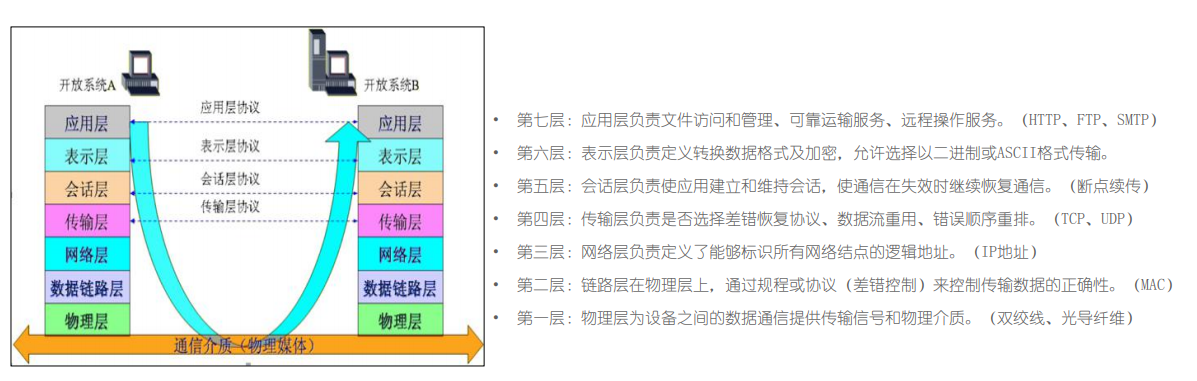 开放系统A
开放系统B
应用层
应用层协议
应用层
表示层
表示层协议
表示层
会话层
会话层协议
会话层
传输层
传输层协议
传输层
网络层
网络层
数据链路层
数据链路层
物理层
物理层
通信介质（物理媒体）
• 第七层：应用层负责文件访问和管理、可靠运输服务、远程操作服务。（HTTP、FTP、SMTP）
• 第六层：表示层负责定义转换数据格式及加密，允许选择以二进制或ASCII格式传输。
• 第五层：会话层负责使应用建立和维持会话，使通信在失效时继续恢复通信。（断点续传）
• 第四层：传输层负责是否选择差错恢复协议、数据流重用、错误顺序重排。（TCP、UDP）
• 第三层：网络层负责定义了能够标识所有网络结点的逻辑地址。（IP地址）
• 第二层：链路层在物理层上，通过规程或协议（差错控制）来控制传输数据的正确性。（MAC）
• 第一层：物理层为设备之间的数据通信提供传输信号和物理介质。（双绞线、光导纤维）